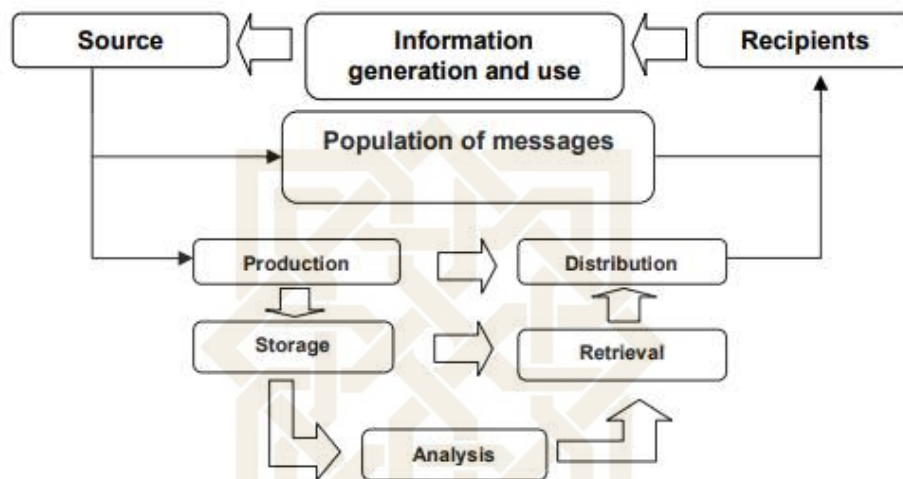 Source
Information
generation and use
Recipients
Population of messages
Production
Distribution
Storage
Retrieval
Analysis